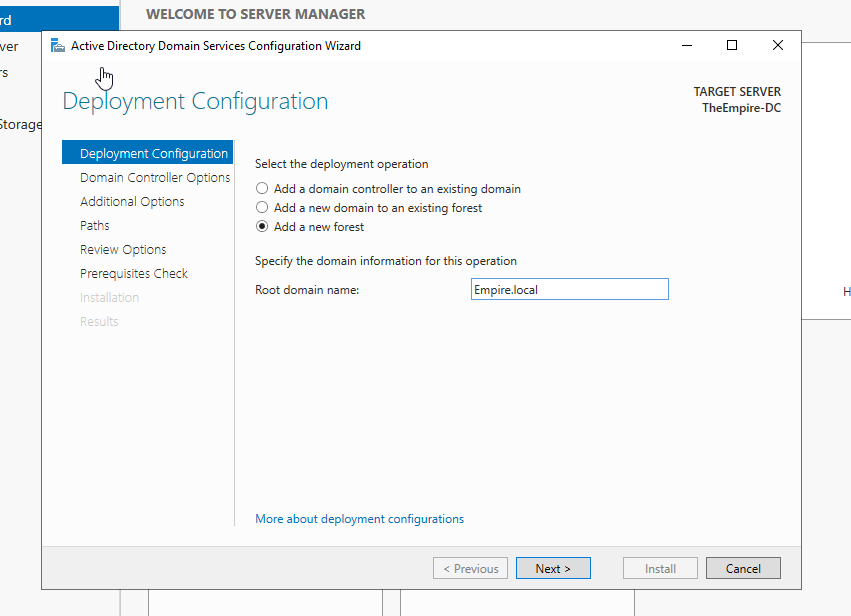 rd
WELCOME TO SERVER MANAGER
ver
rs
Storage
Active Directory Domain Services Configuration Wizard
Deployment Configuration
TARGET SERVER
TheEmpire-DC
Deployment Configuration
Domain Controller Options
Additional Options
Paths
Review Options
Prerequisites Check
Installation
Results
Select the deployment operation
Add a domain controller to an existing domain
Add a new domain to an existing forest
Add a new forest
Specify the domain information for this operation
Root domain name:
Empire.local
H
More about deployment configurations
< Previous
Next >
Install
Cancel